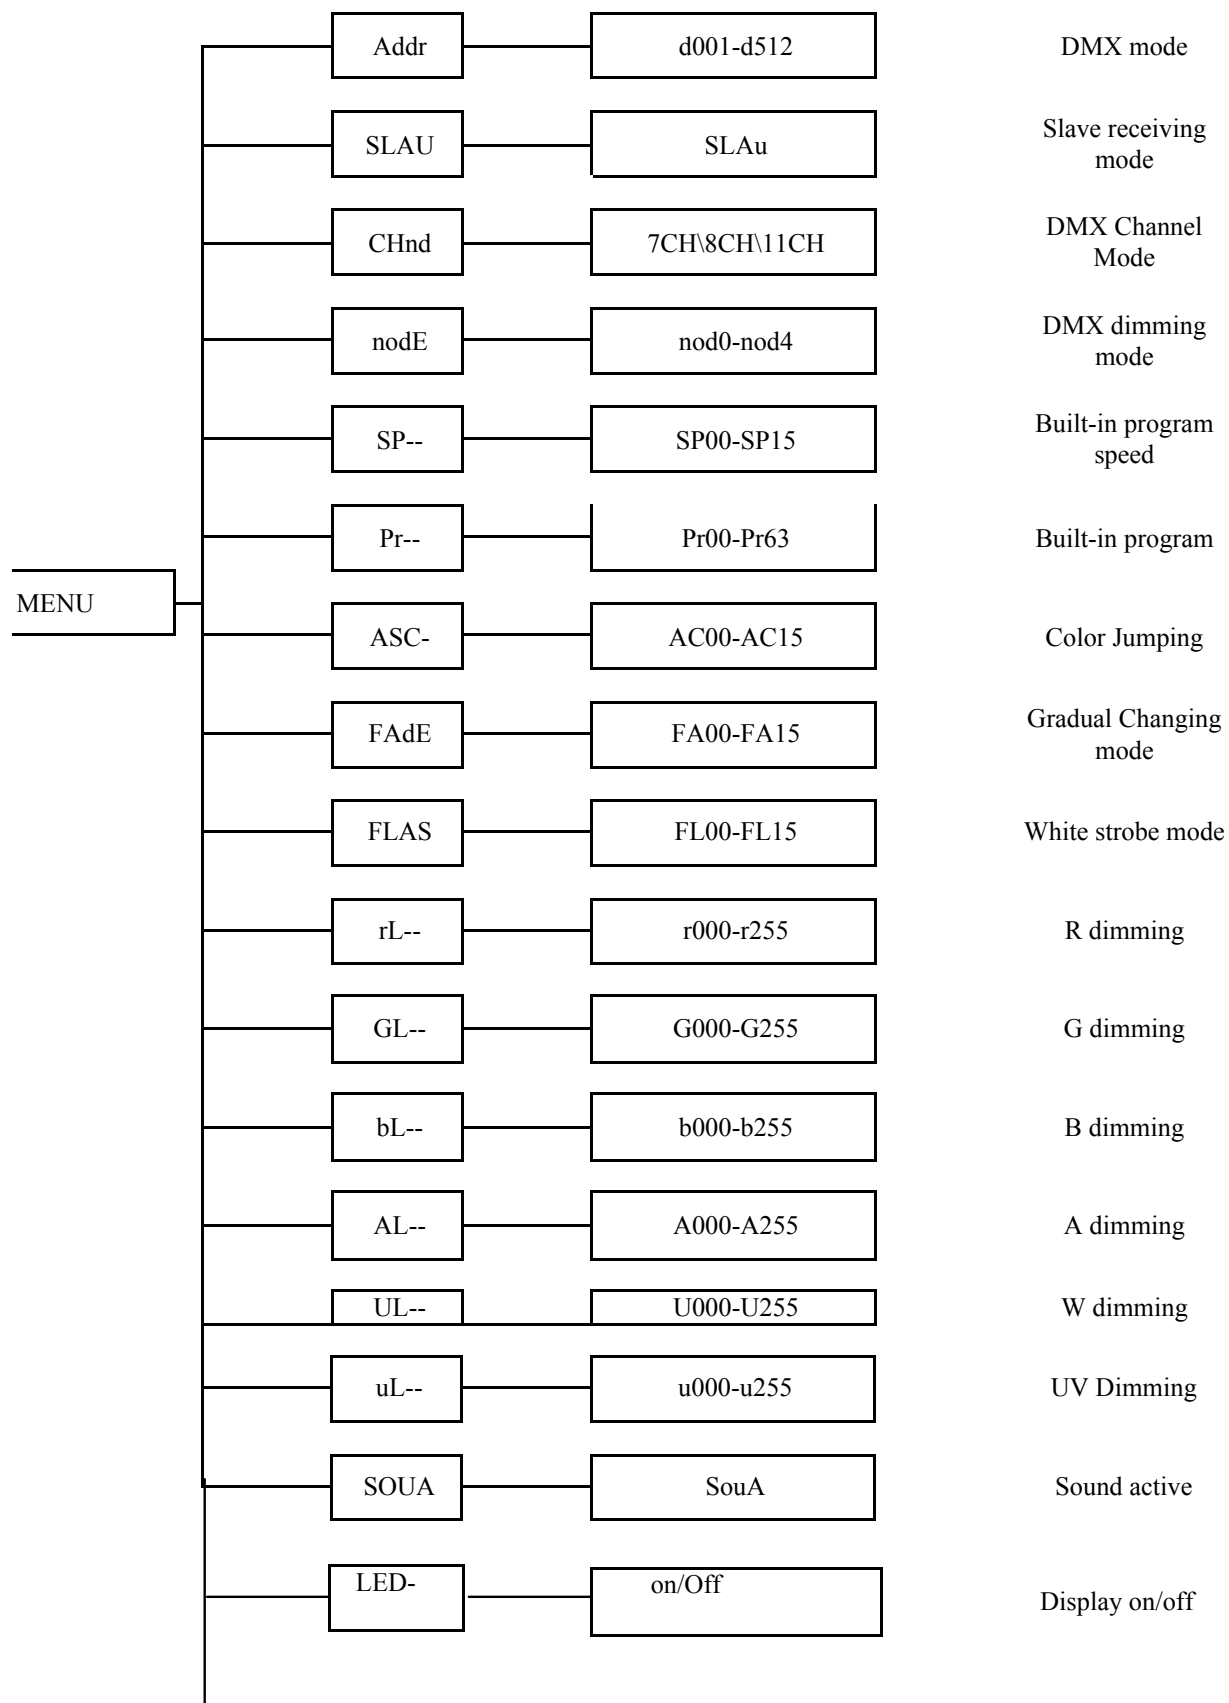 Addr d001-d512 DMX mode
SLAU SLAu Slave receiving
mode
CHnd 7CH\8CH\11CH DMX Channel
Mode
nodE nod0-nod4 DMX dimming
mode
SP-- SP00-SP15 Built-in program
speed
Pr-- Pr00-Pr63 Built-in program
MENU
ASC- AC00-AC15 Color Jumping
FAdE FA00-FA15 Gradual Changing
mode
FLAS FL00-FL15 White strobe mode
rL-- r000-r255 R dimming
GL-- G000-G255 G dimming
bL-- b000-b255 B dimming
AL-- A000-A255 A dimming
UL-- U000-U255 W dimming
uL-- u000-u255 UV Dimming
SOUA SouA Sound active
LED- on/Off Display on/off